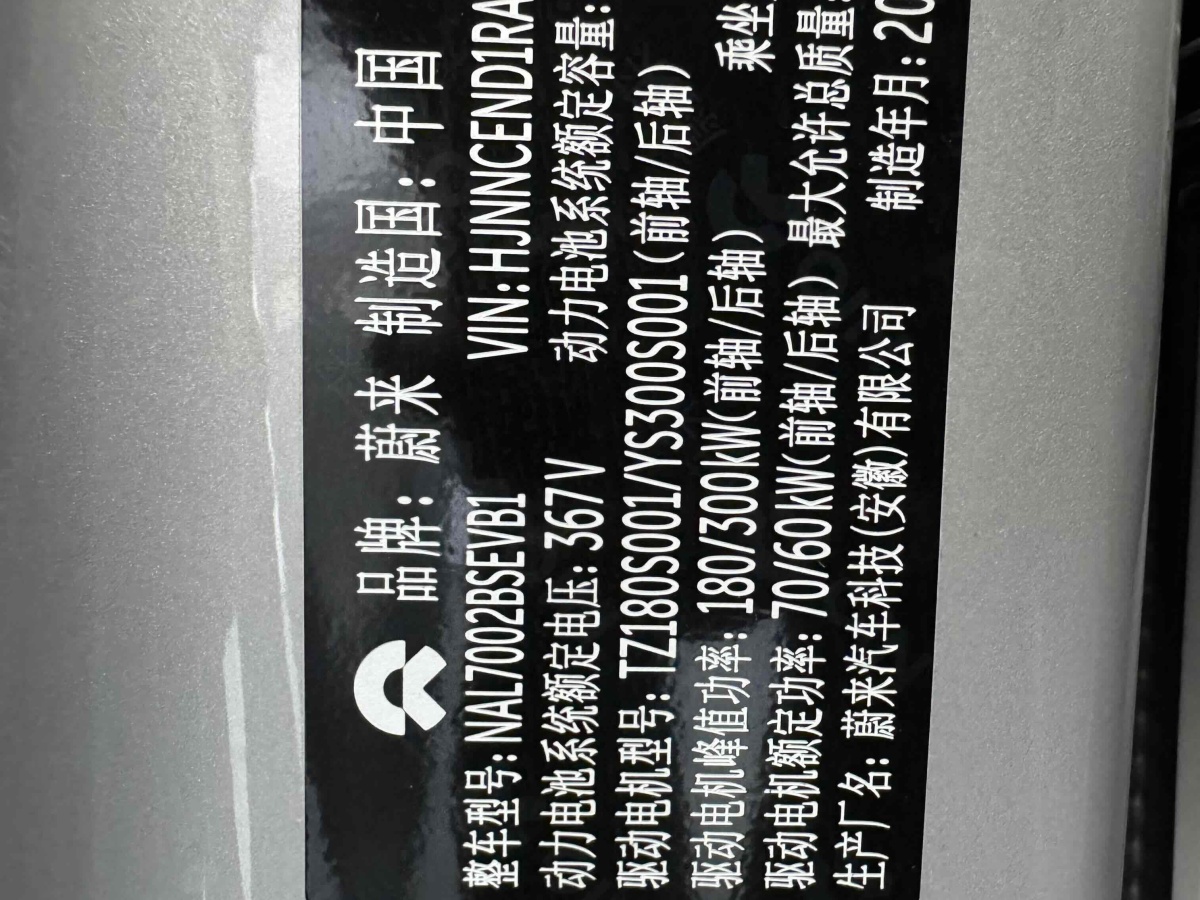 品牌：蔚来 制造国：中国
整车型号：NAL7002BSEVB1 VIN：HJNNCEND1RA
动力电池系统额定电压：367V 动力电池系统额定容量：
驱动电机型号：TZ180S001/YS300S001(前轴/后轴)
驱动电机峰值功率：180/300kW(前轴/后轴) 乘坐
驱动电机额定功率：70/60kW(前轴/后轴) 最大允许总质量：
生产厂名：蔚来汽车科技(安徽)有限公司 制造年月：20